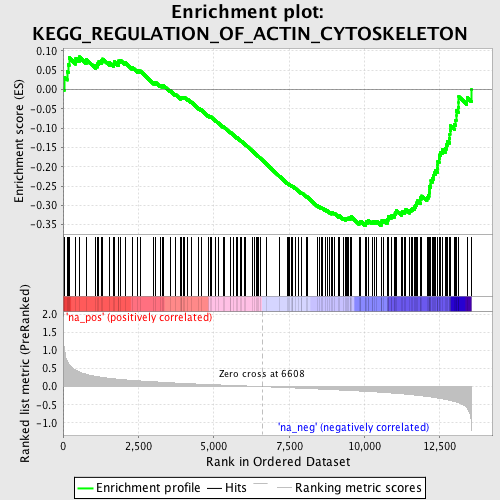 Enrichment plot:
KEGG_REGULATION_OF_ACTIN_CYTOSKELETON
Enrichment score (ES)
0.10
0.05
0.00
-0.05
-0.10
-0.15
-0.20
-0.25
-0.30
-0.35
'na_pos' (positively correlated)
Ranked list metric (PreRanked)
2.0
1.5
1.0
0.5
0.0
-0.5
-1.0
Zero cross at 6608
'na_neg' (negatively correlated)
0 2,500 5,000 7,500 10,000 12,500
Rank in Ordered Dataset
Enrichment profile Hits Ranking metric scores